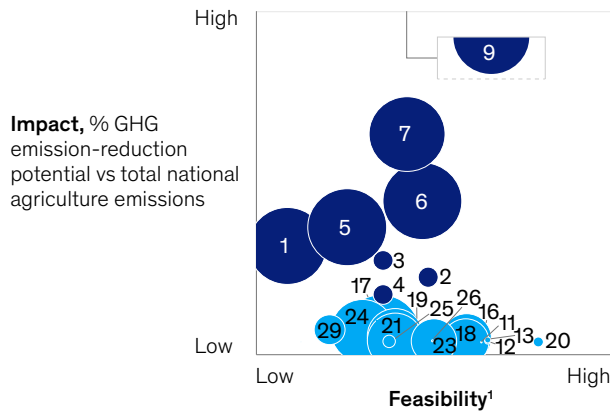 High
9
Impact, % GHG
emission-reduction
potential vs total national
agriculture emissions
7
6
5
1
3
2
17 4 19 25 26 16
24 21 11
29 18 13
23 12 20
Low
Low High
Feasibility¹